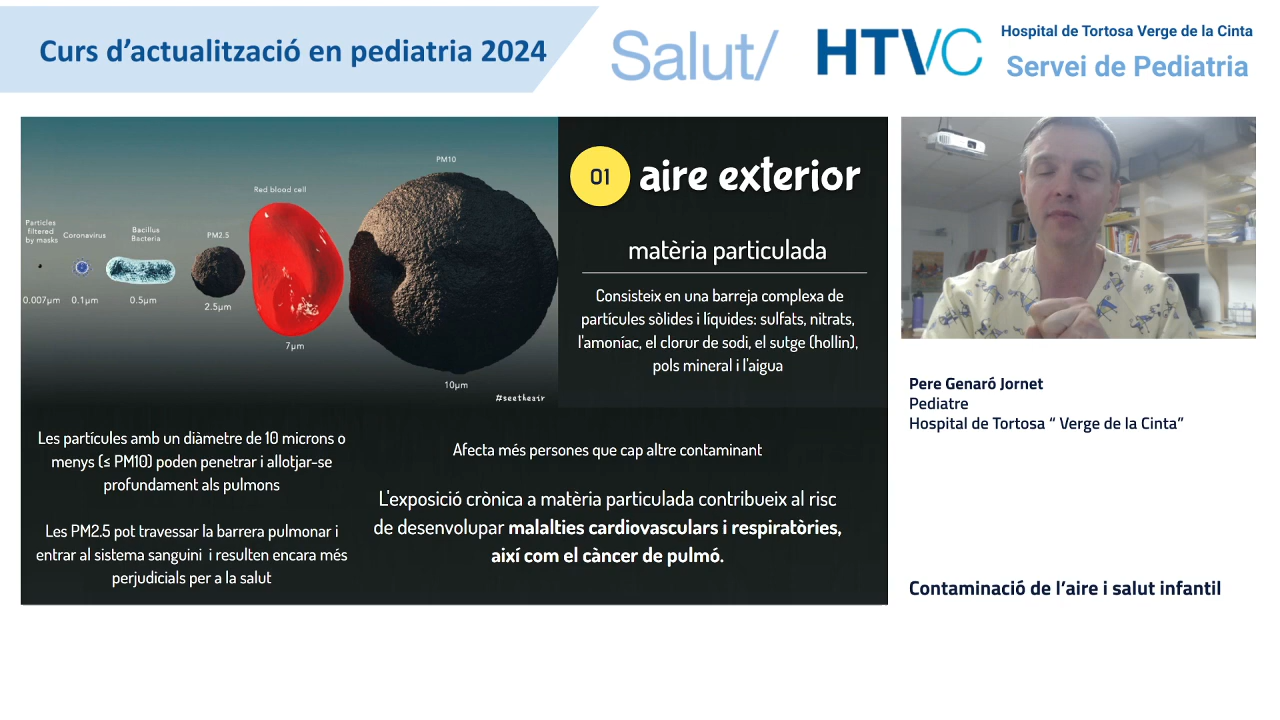 Curs d’actualització en pediatria 2024
Salut/
HTVC
Hospital de Tortosa Verge de la Cinta
Servei de Pediatria
Particles
filtered
by masks
0.007µm
Coronavirus
0.1µm
Bacillus
Bacteria
0.5µm
PM2.5
2.5µm
Red blood cell
7µm
PM10
10µm
#seetheair
01 aire exterior
matèria particulada
Consisteix en una barreja complexa de
partícules sòlides i líquides: sulfats, nitrats,
l'amoníac, el clorur de sodi, el sutge (hollín),
pols mineral i l'aigua
Les partícules amb un diàmetre de 10 microns o
menys (≤ PM10) poden penetrar i allotjar-se
profundament als pulmons
Les PM2.5 pot travessar la barrera pulmonar i
entrar al sistema sanguini i resulten encara més
perjudicials per a la salut
Afecta més persones que cap altre contaminant
L'exposició crònica a matèria particulada contribueix al risc
de desenvolupar malalties cardiovasculars i respiratòries,
així com el càncer de pulmó.
Pere Genaró Jornet
Pediatre
Hospital de Tortosa “ Verge de la Cinta”
Contaminació de l’aire i salut infantil